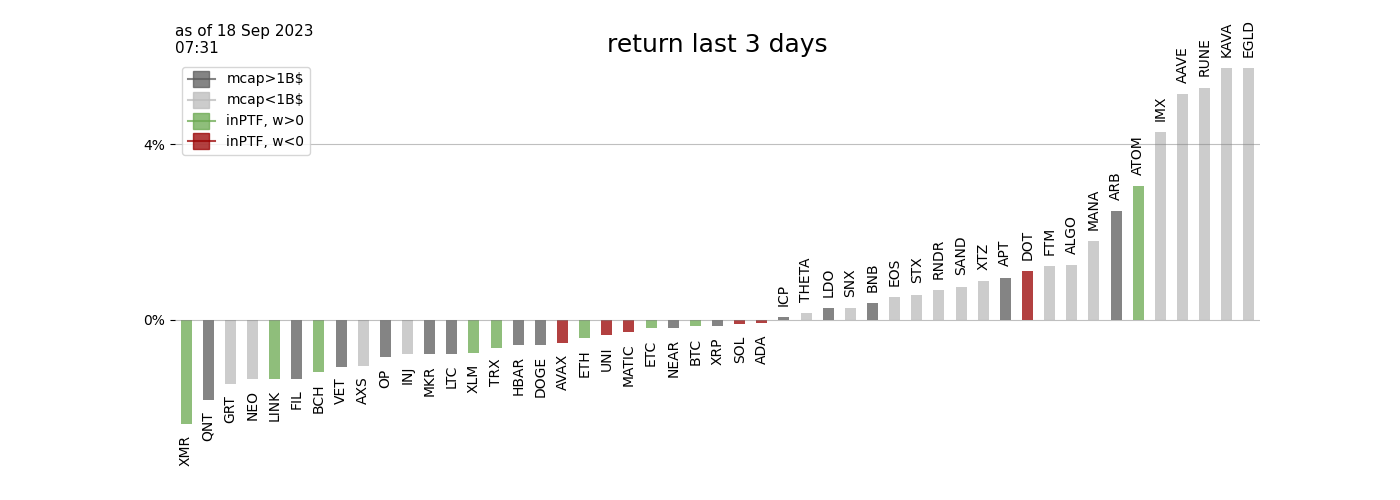 as of 18 Sep 2023
07:31
return last 3 days
mcap>1B$
mcap<1B$
inPTF, w>0
inPTF, w<0
4%
0%
XMR
QNT
GRT
NEO
LINK
FIL
BCH
VET
AXS
OP
INJ
MKR
LTC
XLM
TRX
HBAR
DOGE
AVAX
ETH
UNI
MATIC
ETC
NEAR
BTC
XRP
SOL
ADA
ICP
THETA
LDO
SNX
BNB
EOS
STX
RNDR
SAND
XTZ
APT
DOT
FTM
ALGO
MANA
ARB
ATOM
IMX
AAVE
RUNE
KAVA
EGLD